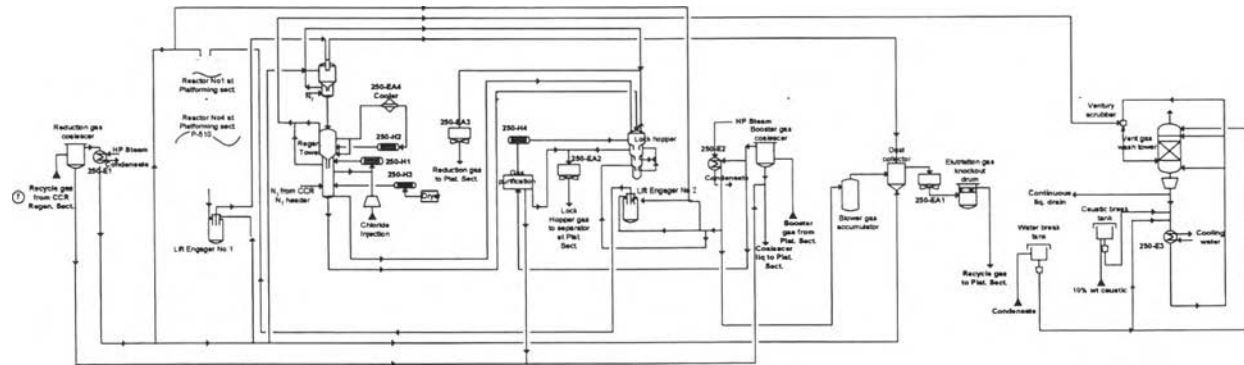 Reactor No1 at
Platforming sect.
Reactor No4 at
Platforming sect.
P-510
Reduction gas
coalescer
HP Steam
Condensate
250-E1
Recycle gas
from CCR
Regen. Sect.
Lift Engager No.1
N₂
250-EA4
Cooler
Regen
Tower
250-H2
250-H1
250-H3
Dryer
N₂ from CCR
N₂ header
Chloride
Injection
250-EA3
Reduction gas
to Plat. Sect.
250-H4
Gas
purification
250-EA2
Lock
Hopper gas
to separator
at Plat.
Sect.
Lock hopper
Lift Engager No. 2
HP Steam
250-E2
Condensate
Booster gas
coalescer
Booster
gas from
Plat. Sect.
Coalescer
liq to Plat.
Sect.
Blower gas
accumulator
Dust
collector
250-EA1
Elutriation gas
knockout
drum
Recycle gas
to Plat. Sect.
Ventury
scrubber
Vent gas
wash tower
Continuous
liq. drain
Caustic break
tank
Water break
tank
250-E3
Cooling
water
10% wt caustic
Condensate